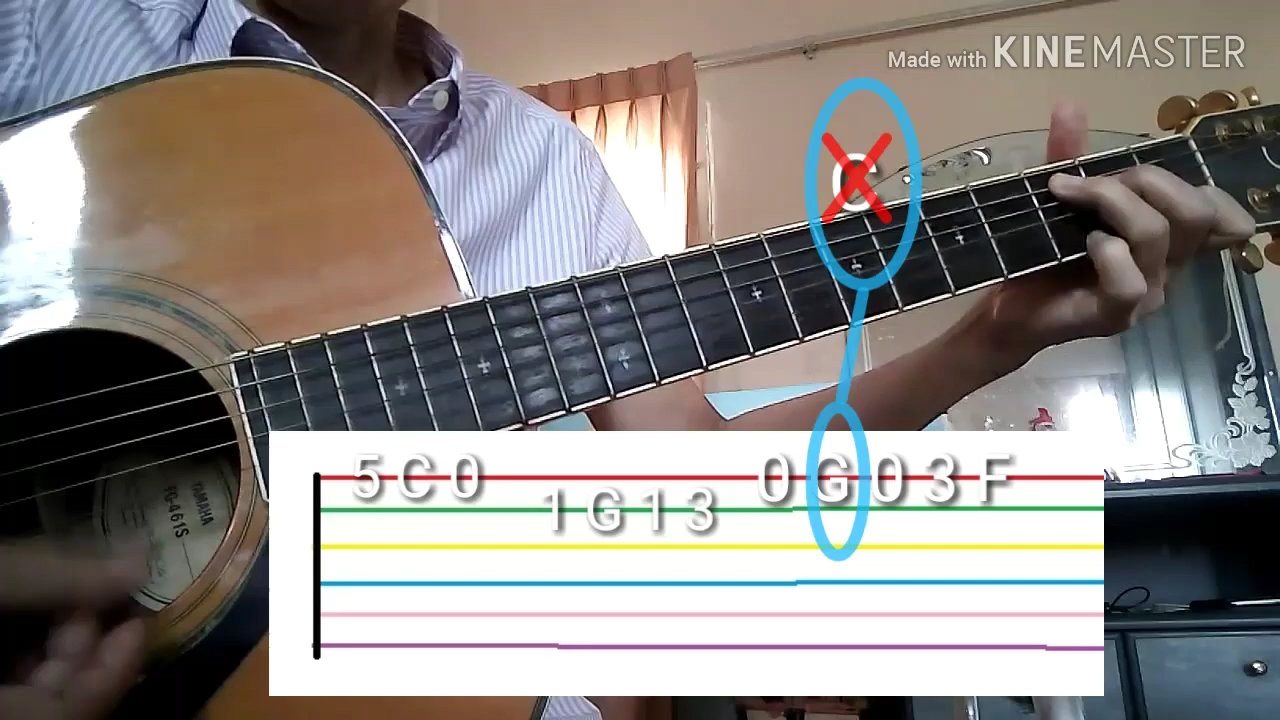 Made with KINEMASTER
C
5 C 0
0 G 0 3 F
1 G 1 3
YAMAHA
FG-461S